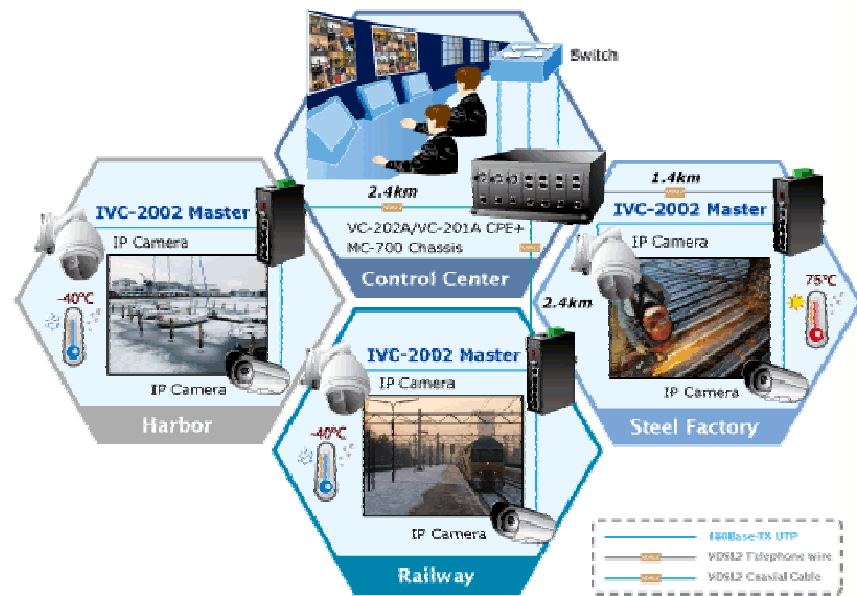 Switch
2.4km
VC-202A/VC-201A CPE+
MC-700 Chassis
Control Center
IVC-2002 Master
IP Camera
-40°C
IP Camera
Harbor
1.4km
IVC-2002 Master
IP Camera
75°C
IP Camera
Steel Factory
2.4km
IVC-2002 Master
IP Camera
-40°C
IP Camera
Railway
100Base-TX UTP
VDSL2 Telephone wire
VDSL2 Coaxial Cable